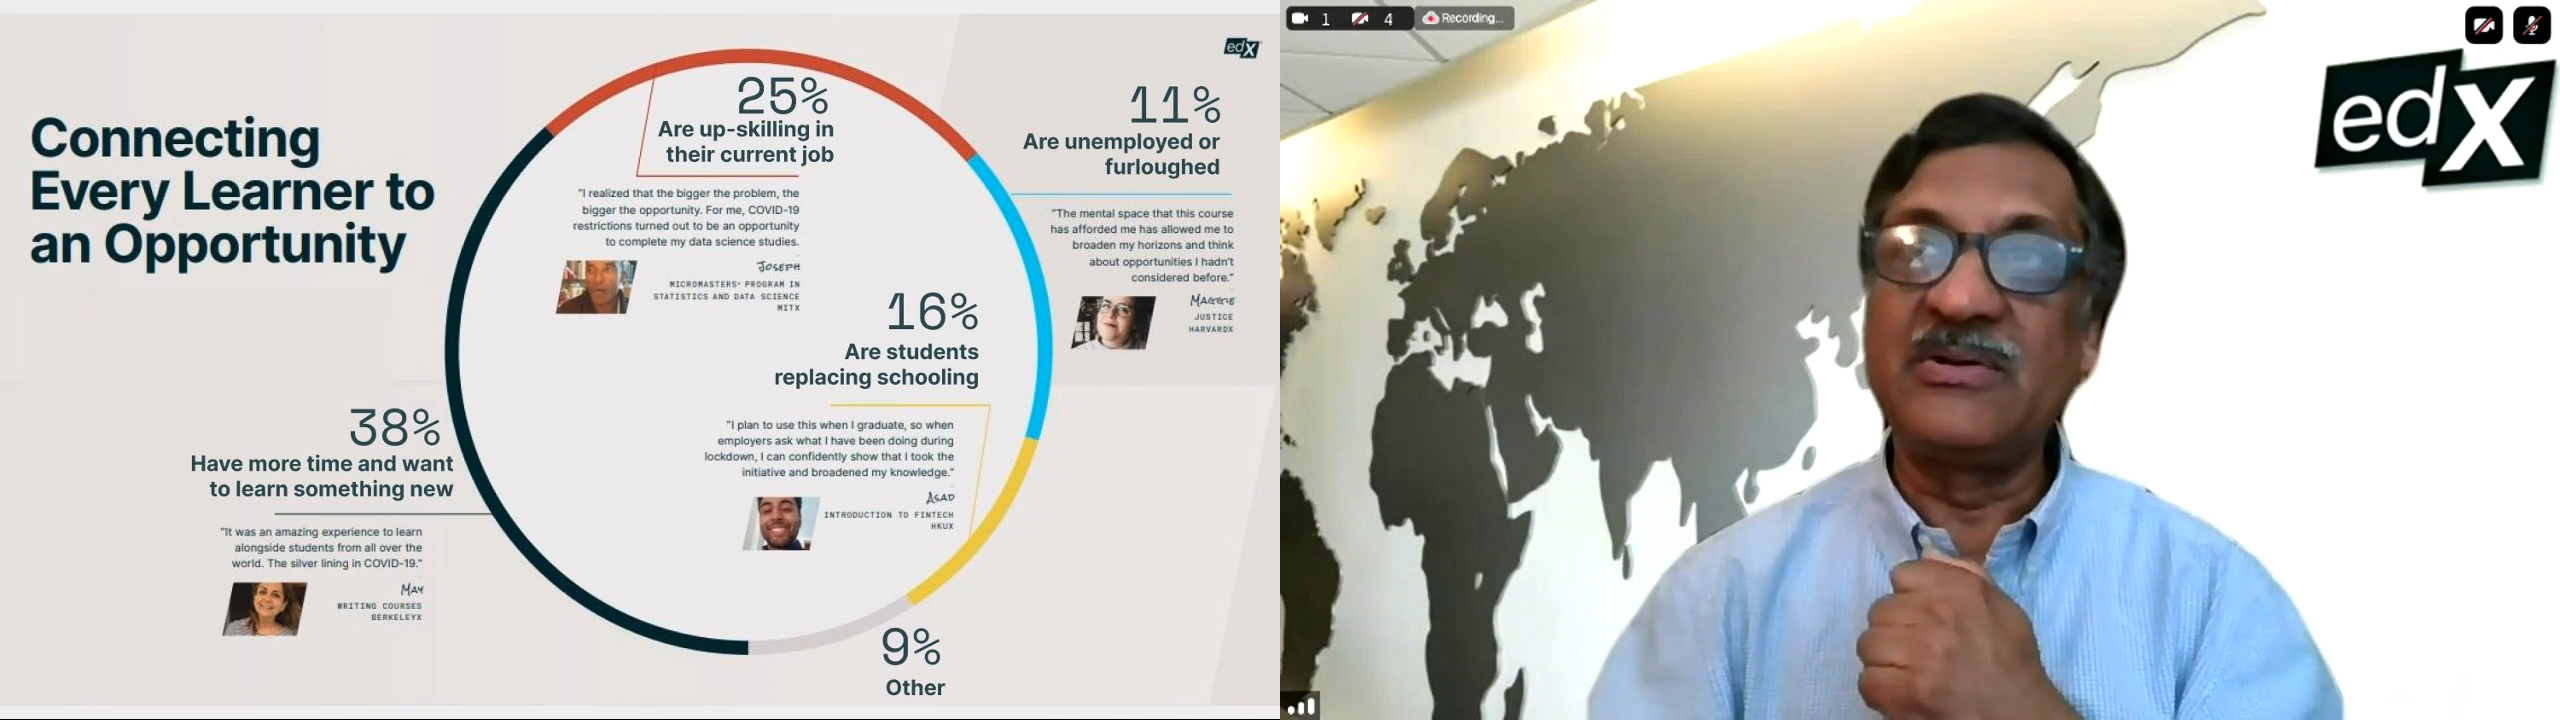 Connecting
Every Learner to
an Opportunity
edX
25%
Are up-skilling in
their current job
"I realized that the bigger the problem, the
bigger the opportunity. For me, COVID-19
restrictions turned out to be an opportunity
to complete my data science studies.
JOSEPH
MICROMASTERS® PROGRAM IN
STATISTICS AND DATA SCIENCE
MITX
11%
Are unemployed or
furloughed
"The mental space that this course
has afforded me has allowed me to
broaden my horizons and think
about opportunities I hadn't
considered before."
MAGGIE
JUSTICE
HARVARDX
16%
Are students
replacing schooling
"I plan to use this when I graduate, so when
employers ask what I have been doing during
lockdown, I can confidently show that I took the
initiative and broadened my knowledge."
ASAD
INTRODUCTION TO FINTECH
HKUX
38%
Have more time and want
to learn something new
"It was an amazing experience to learn
alongside students from all over the
world. The silver lining in COVID-19."
MAY
WRITING COURSES
BERKELEYX
9%
Other
1 4 Recording...
edX